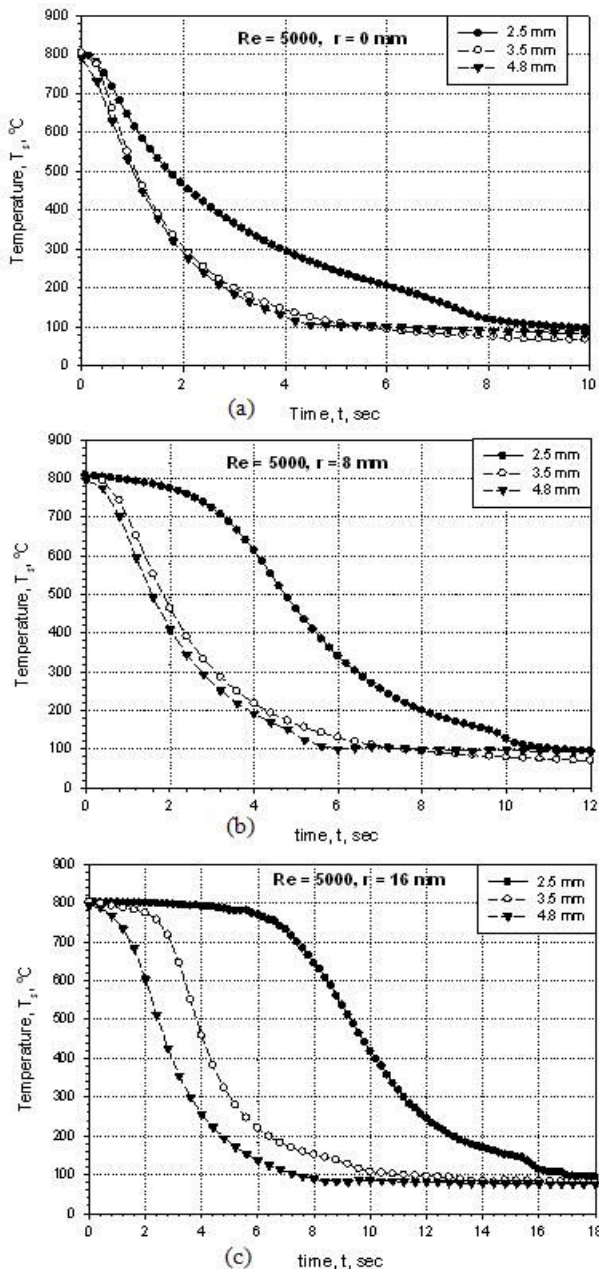 900
Re = 5000, r = 0 mm
2.5 mm
3.5 mm
4.8 mm
800
700
600
500
400
300
200
100
0
Temperature, Ts, °C
0 2 4 6 8 10
(a)
Time, t, sec
900
Re = 5000, r = 8 mm
2.5 mm
3.5 mm
4.8 mm
800
700
600
500
400
300
200
100
0
Temperature, Ts, °C
0 2 4 6 8 10 12
(b)
time, t, sec
900
Re = 5000, r = 16 mm
2.5 mm
3.5 mm
4.8 mm
800
700
600
500
400
300
200
100
0
Temperature, Ts, °C
0 2 4 6 8 10 12 14 16 18
(c)
time, t, sec